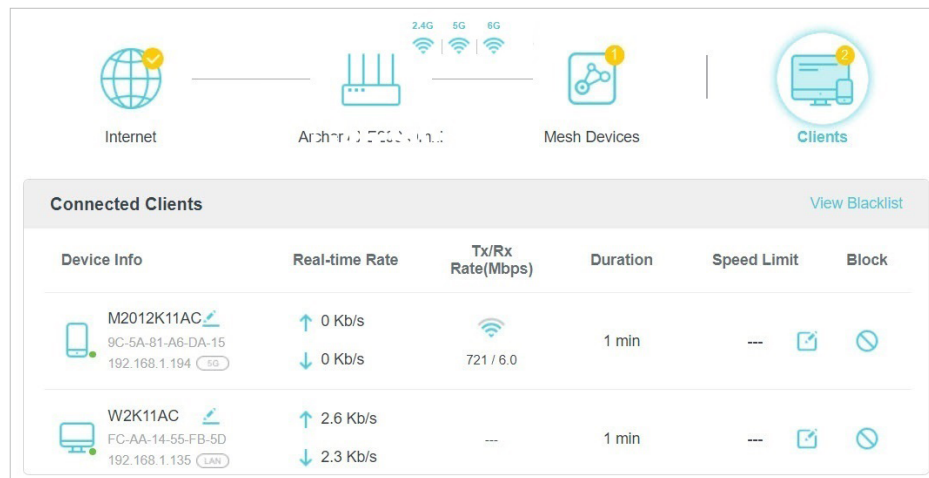 2.4G 5G 6G
1
2
Internet
Mesh Devices
Clients
Connected Clients
View Blacklist
Device Info
Real-time Rate
Tx/Rx
Rate(Mbps)
Duration
Speed Limit
Block
M2012K11AC
9C-5A-81-A6-DA-15
192.168.1.194 5G
↑ 0 Kb/s
↓ 0 Kb/s
721 / 6.0
1 min
---
W2K11AC
FC-AA-14-55-FB-5D
192.168.1.135 LAN
↑ 2.6 Kb/s
↓ 2.3 Kb/s
---
1 min
---